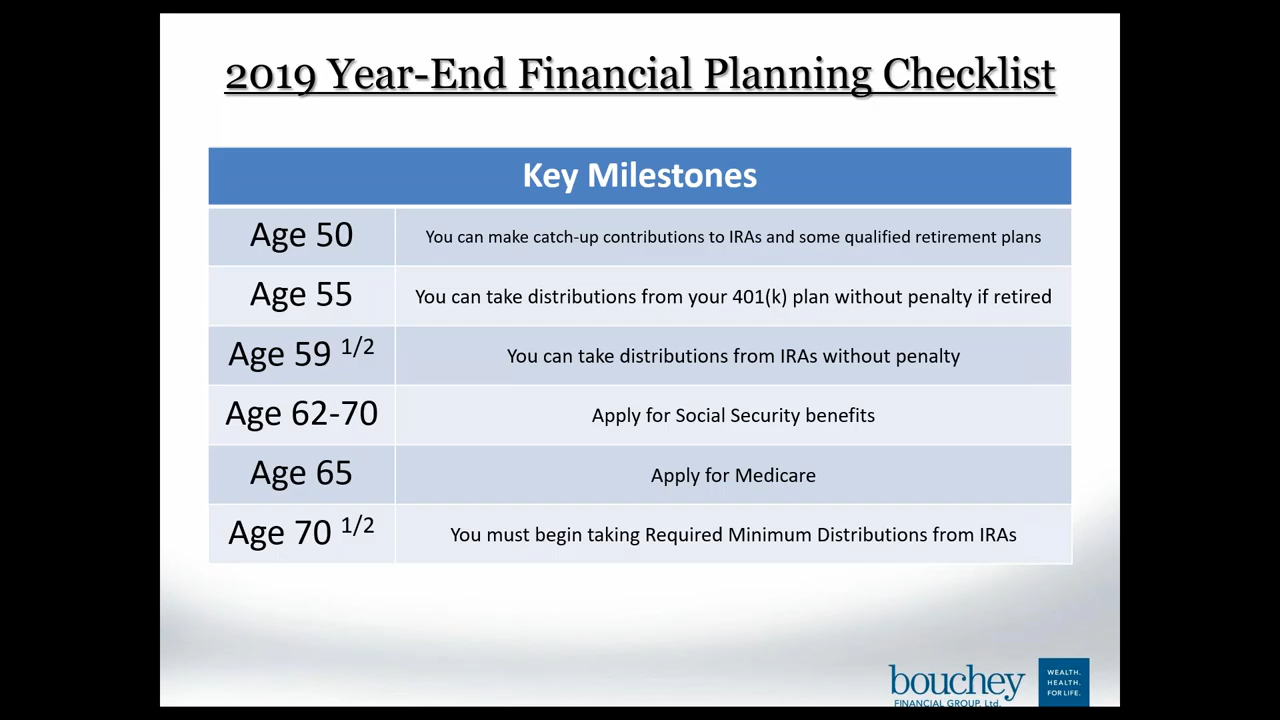 2019 Year-End Financial Planning Checklist
Key Milestones
Age 50
You can make catch-up contributions to IRAs and some qualified retirement plans
Age 55
You can take distributions from your 401(k) plan without penalty if retired
Age 59 1/2
You can take distributions from IRAs without penalty
Age 62-70
Apply for Social Security benefits
Age 65
Apply for Medicare
Age 70 1/2
You must begin taking Required Minimum Distributions from IRAs
bouchey
FINANCIAL GROUP, Ltd.
WEALTH.
HEALTH.
FOR LIFE.